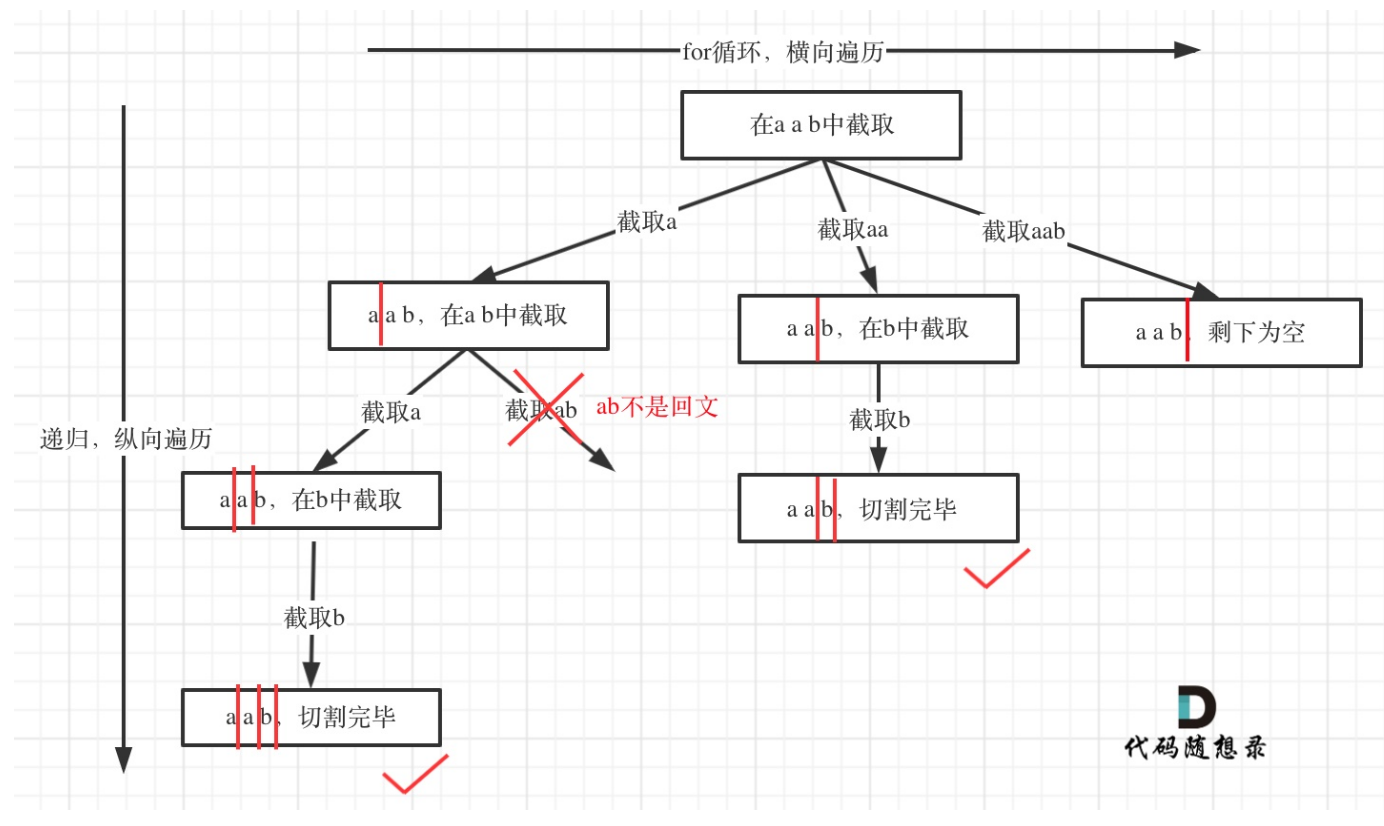 for循环，横向遍历
在a a b中截取
截取a
截取aa
截取aab
a a b，在a b中截取
a a b，在b中截取
a a b，剩下为空
截取a
截取ab
ab不是回文
截取b
递归，纵向遍历
a a b，在b中截取
a a b，切割完毕
截取b
a a b，切割完毕
代码随想录